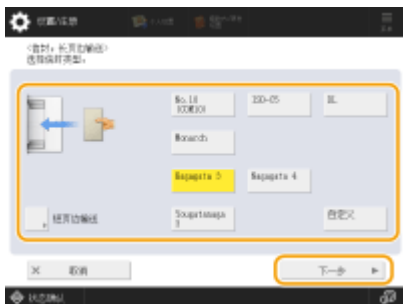 设置/注册
<信封: 长页边输送>
选择信封类型。
No.10
(COM10)
ISO-C5
DL
Monarch
Nagagata 3
Nagagata 4
短页边输送
Yougatanaga
3
自定义
× 取消
下一步
状态确认